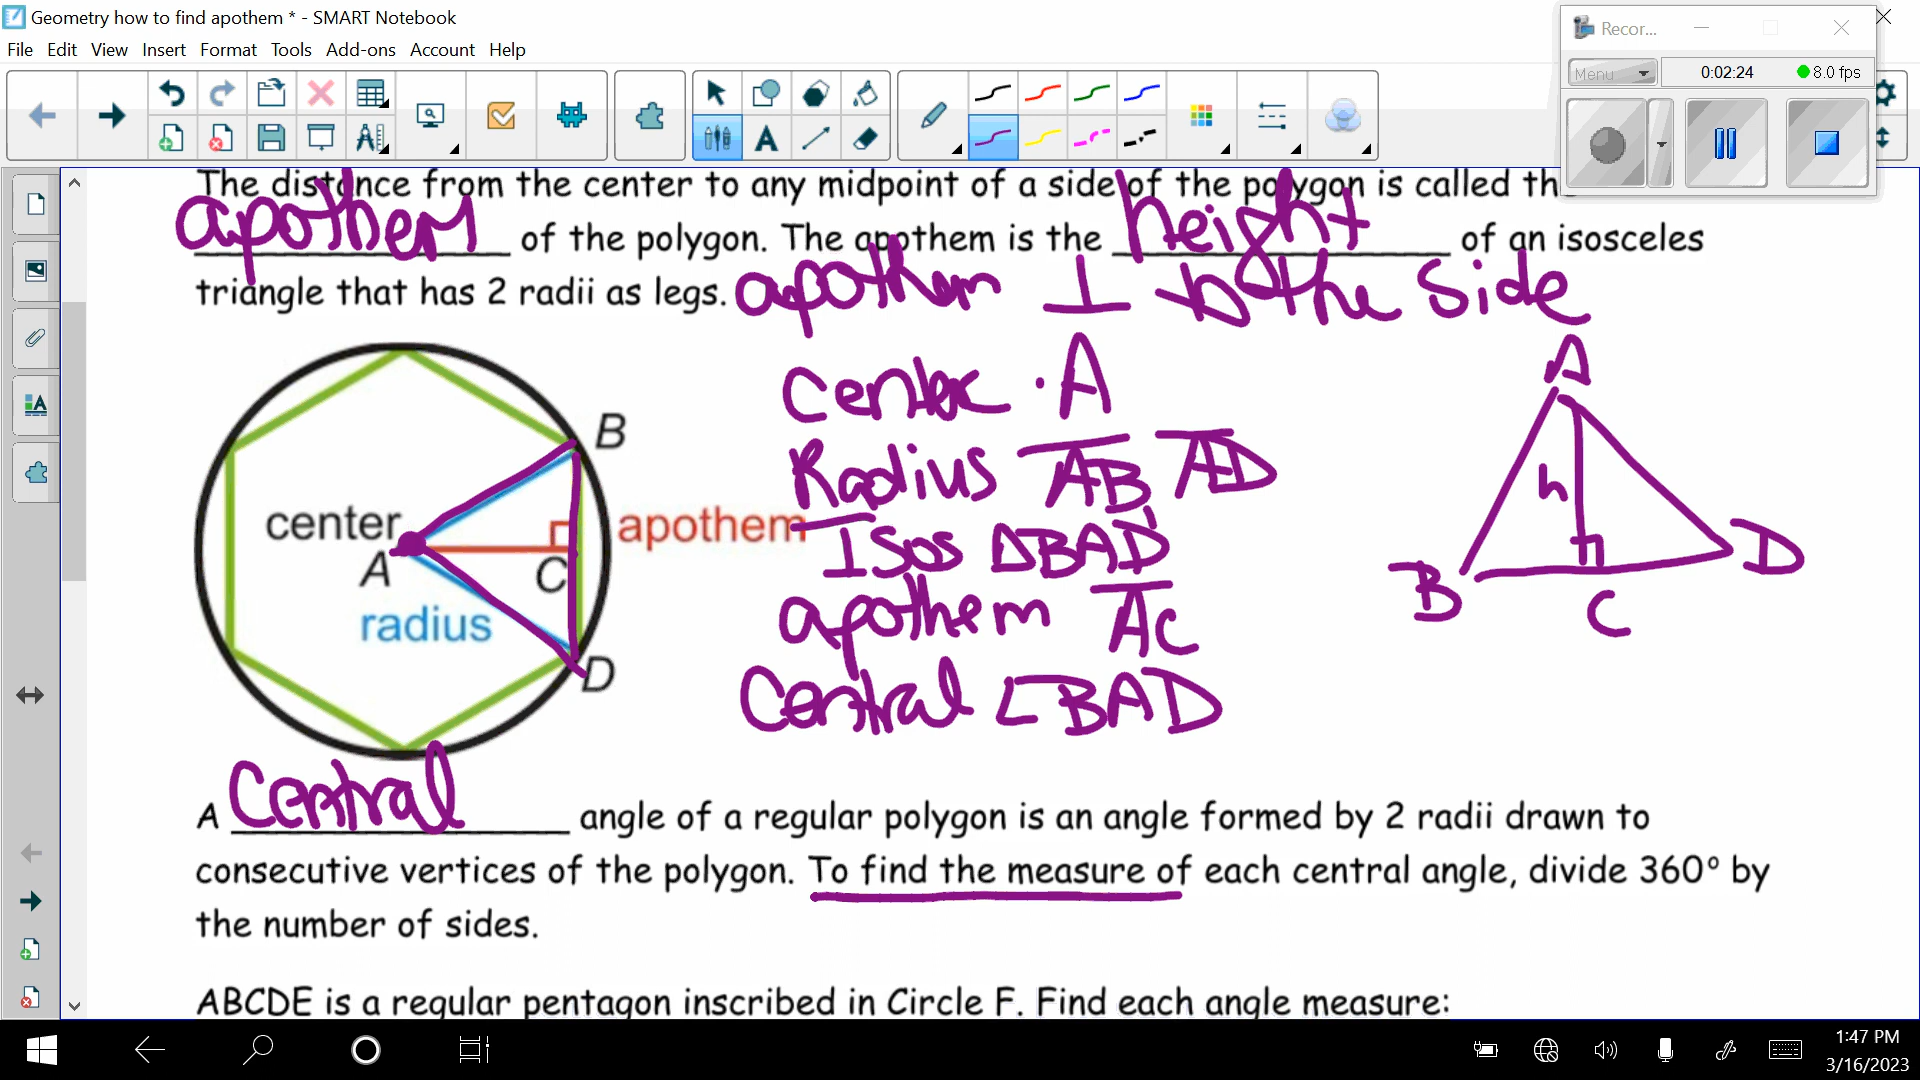 Geometry how to find apothem * - SMART Notebook
File Edit View Insert Format Tools Add-ons Account Help
Recor...
Menu 0:02:24 8.0 fps
The distance from the center to any midpoint of a side of the polygon is called th
apothem of the polygon. The apothem is the height of an isosceles
triangle that has 2 radii as legs. apothem ⊥ to the side
center · A
Radius AB AD
Isos △BAD
apothem AC
Central ∠BAD
B
center
A
C
apothem
radius
D
A
h
B
C
D
A Central angle of a regular polygon is an angle formed by 2 radii drawn to
consecutive vertices of the polygon. To find the measure of each central angle, divide 360° by
the number of sides.
ABCDE is a regular pentagon inscribed in Circle F. Find each angle measure:
1:47 PM
3/16/2023